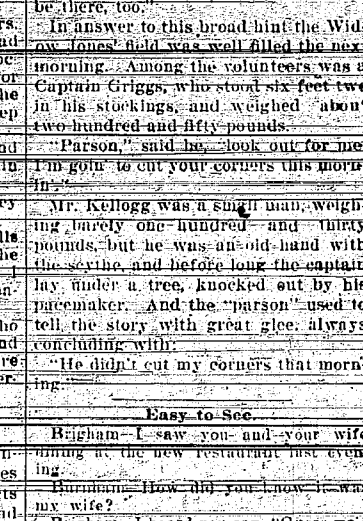 be there, too."
In answer to this broad hint the Wid-
ow Jones' field was well filled the next
morning. Among the volunteers was a
Captain Griggs, who stood six feet two
in his stockings, and weighed about
two hundred and fifty pounds.
"Parson," said he, "look out for me.
I'm goin' to cut your corners this morn-
in'."
Mr. Kellogg was a small man, weigh-
ing barely one hundred and thirty
pounds, but he was an old hand with
the scythe, and before long the captain
lay under a tree, knocked out by his
pacemaker. And the "parson" used to
tell the story with great glee, always
concluding with:
"He didn't cut my corners that morn-
ing."
Easy to See.
Brigham—I saw you and your wife
dining at the new restaurant last even-
ing.
Burnham—How did you know it was
my wife?